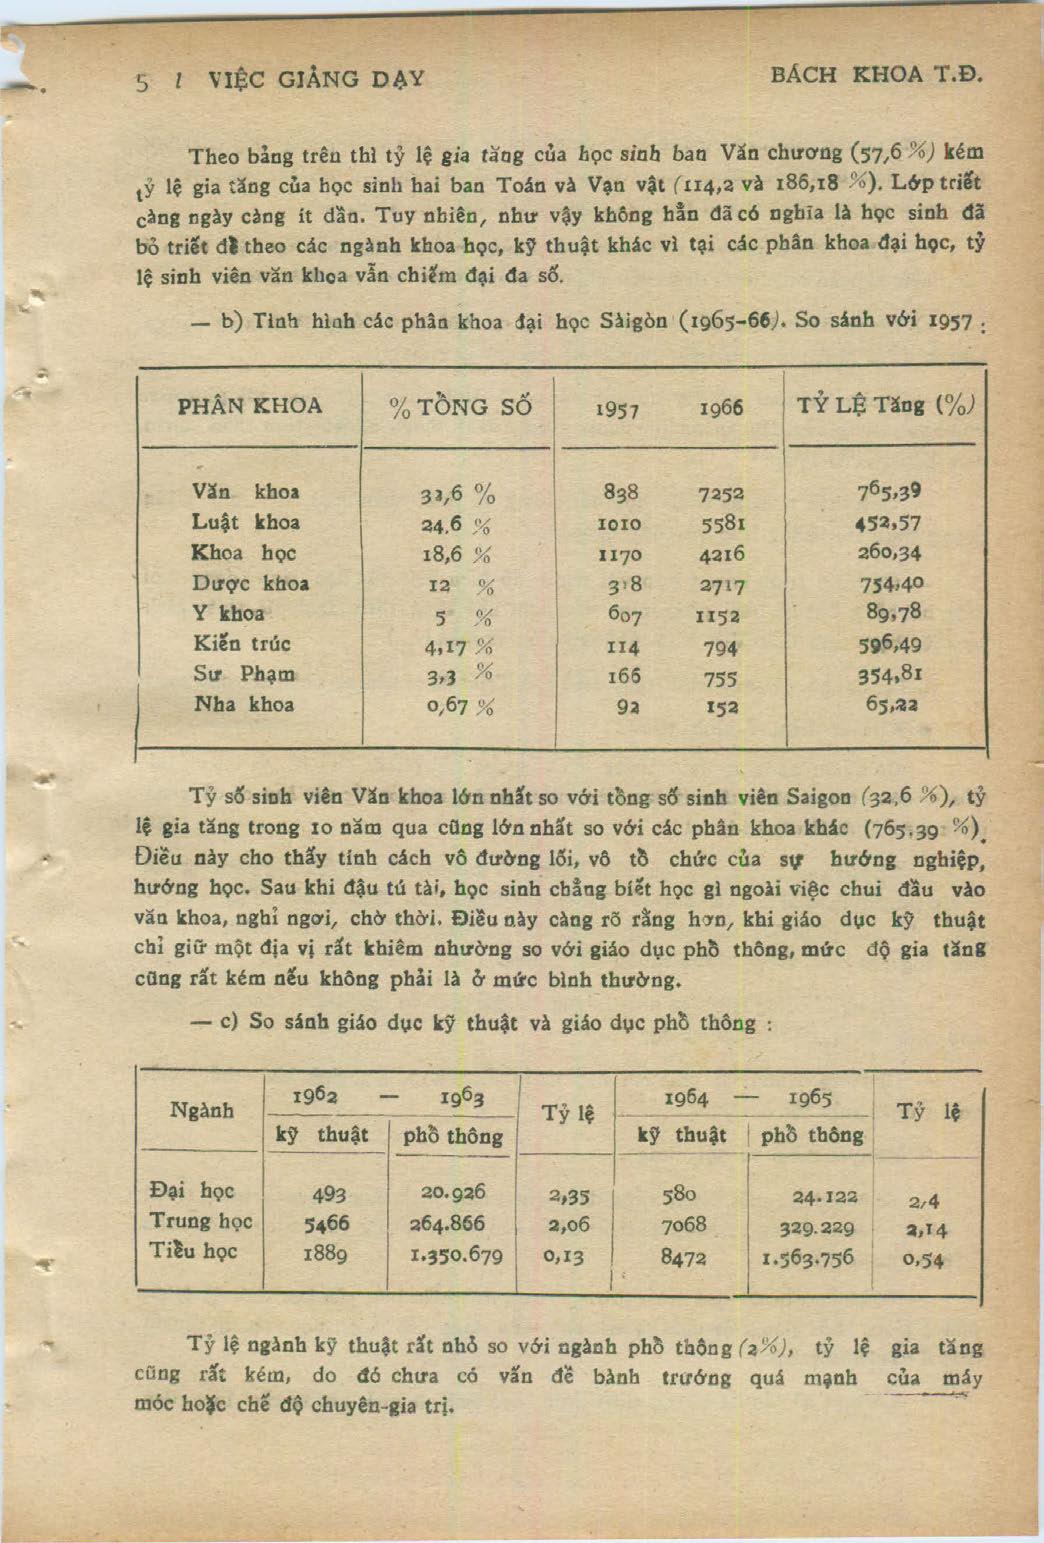 5 / VIỆC GIẢNG DẠY BÁCH KHOA T.Đ.
Theo bảng trên thì tỷ lệ gia tăng của học sinh ban Văn chương (57,6 %) kém
tỷ lệ gia tăng của học sinh hai ban Toán và Vạn vật (114,2 và 186,18 %). Lớp triết
càng ngày càng ít dần. Tuy nhiên, như vậy không hẳn đã có nghĩa là học sinh đã
bỏ triết để theo các ngành khoa học, kỹ thuật khác vì tại các phân khoa đại học, tỷ
lệ sinh viên văn khoa vẫn chiếm đại đa số.
— b) Tình hình các phân khoa đại học Sàigòn (1965-66). So sánh với 1957 :
PHÂN KHOA % TỔNG SỐ 1957 1966 TỶ LỆ Tăng (%)
Văn khoa 32,6 % 838 7252 765,39
Luật khoa 24,6 % 1010 5581 452,57
Khoa học 18,6 % 1170 4216 260,34
Dược khoa 12 % 318 2717 754,40
Y khoa 5 % 607 1152 89,78
Kiến trúc 4,17 % 114 794 596,49
Sư Phạm 3,3 % 166 755 354,81
Nha khoa 0,67 % 92 152 65,22
Tỷ số sinh viên Văn khoa lớn nhất so với tổng số sinh viên Saigon (32,6 %), tỷ
lệ gia tăng trong 10 năm qua cũng lớn nhất so với các phân khoa khác (765,39 %).
Điều này cho thấy tính cách vô đường lối, vô tổ chức của sự hướng nghiệp,
hướng học. Sau khi đậu tú tài, học sinh chẳng biết học gì ngoài việc chui đầu vào
văn khoa, nghỉ ngơi, chờ thời. Điều này càng rõ rằng hơn, khi giáo dục kỹ thuật
chỉ giữ một địa vị rất khiêm nhường so với giáo dục phổ thông, mức độ gia tăng
cũng rất kém nếu không phải là ở mức bình thường.
— c) So sánh giáo dục kỹ thuật và giáo dục phổ thông :
Ngành 1962 — 1963 Tỷ lệ 1964 — 1965 Tỷ lệ
kỹ thuật phổ thông kỹ thuật phổ thông
Đại học 493 20.926 2,35 580 24.122 2,4
Trung học 5466 264.866 2,06 7068 329.229 2,14
Tiểu học 1889 1.350.679 0,13 8472 1.563.756 0,54
Tỷ lệ ngành kỹ thuật rất nhỏ so với ngành phổ thông (2%), tỷ lệ gia tăng
cũng rất kém, do đó chưa có vấn đề bành trướng quá mạnh của máy
móc hoặc chế độ chuyên-gia trị.